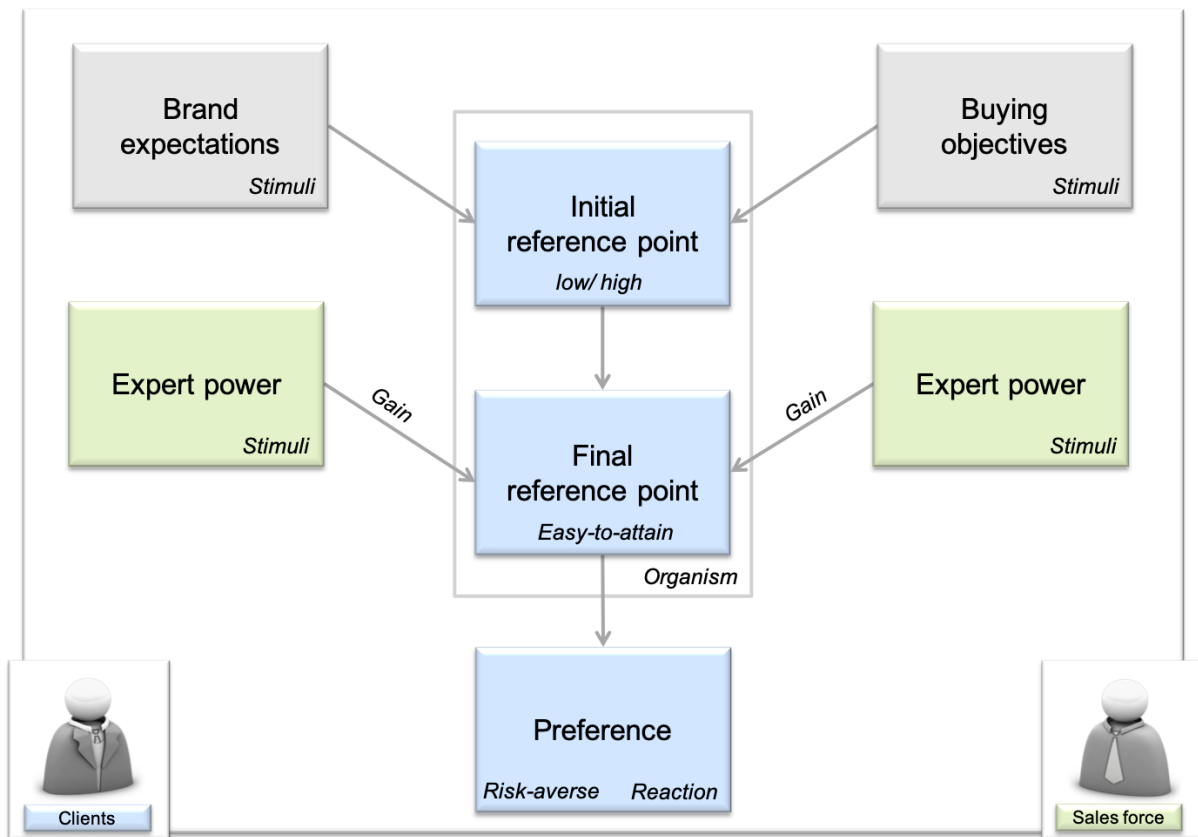 Brand
expectations
Stimuli
Buying
objectives
Stimuli
Initial
reference point
low/ high
Expert power
Stimuli
Gain
Gain
Expert power
Stimuli
Final
reference point
Easy-to-attain
Organism
Preference
Risk-averse Reaction
Clients
Sales force